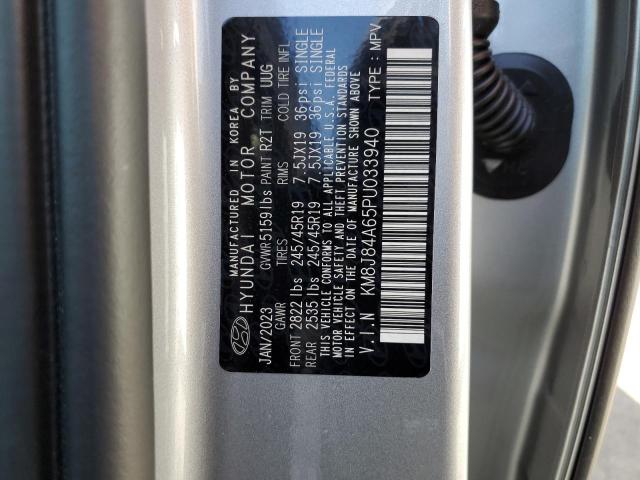 MANUFACTURED IN KOREA BY
HYUNDAI MOTOR COMPANY
JAN/2023 GVWR 5159 lbs PAINT R2T TRIM UUG
GAWR TIRES RIMS COLD TIRE INFL
FRONT 2822 lbs 245/45R19 7.5JX19 36psi SINGLE
REAR 2535 lbs 245/45R19 7.5JX19 36psi SINGLE
THIS VEHICLE CONFORMS TO ALL APPLICABLE U.S.A. FEDERAL
MOTOR VEHICLE SAFETY AND THEFT PREVENTION STANDARDS
IN EFFECT ON THE DATE OF MANUFACTURE SHOWN ABOVE
V.I.N KM8J84A65PU033940 TYPE : MPV